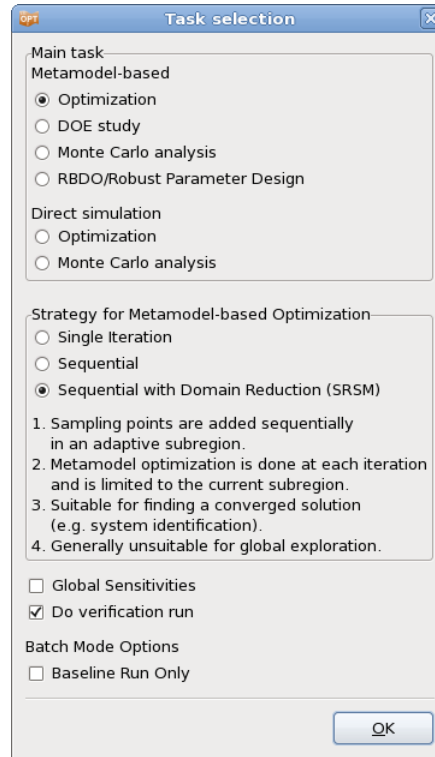 OPT
Task selection
Main task
Metamodel-based
Optimization
DOE study
Monte Carlo analysis
RBDO/Robust Parameter Design
Direct simulation
Optimization
Monte Carlo analysis
Strategy for Metamodel-based Optimization
Single Iteration
Sequential
Sequential with Domain Reduction (SRSM)
1. Sampling points are added sequentially
in an adaptive subregion.
2. Metamodel optimization is done at each iteration
and is limited to the current subregion.
3. Suitable for finding a converged solution
(e.g. system identification).
4. Generally unsuitable for global exploration.
Global Sensitivities
Do verification run
Batch Mode Options
Baseline Run Only
OK